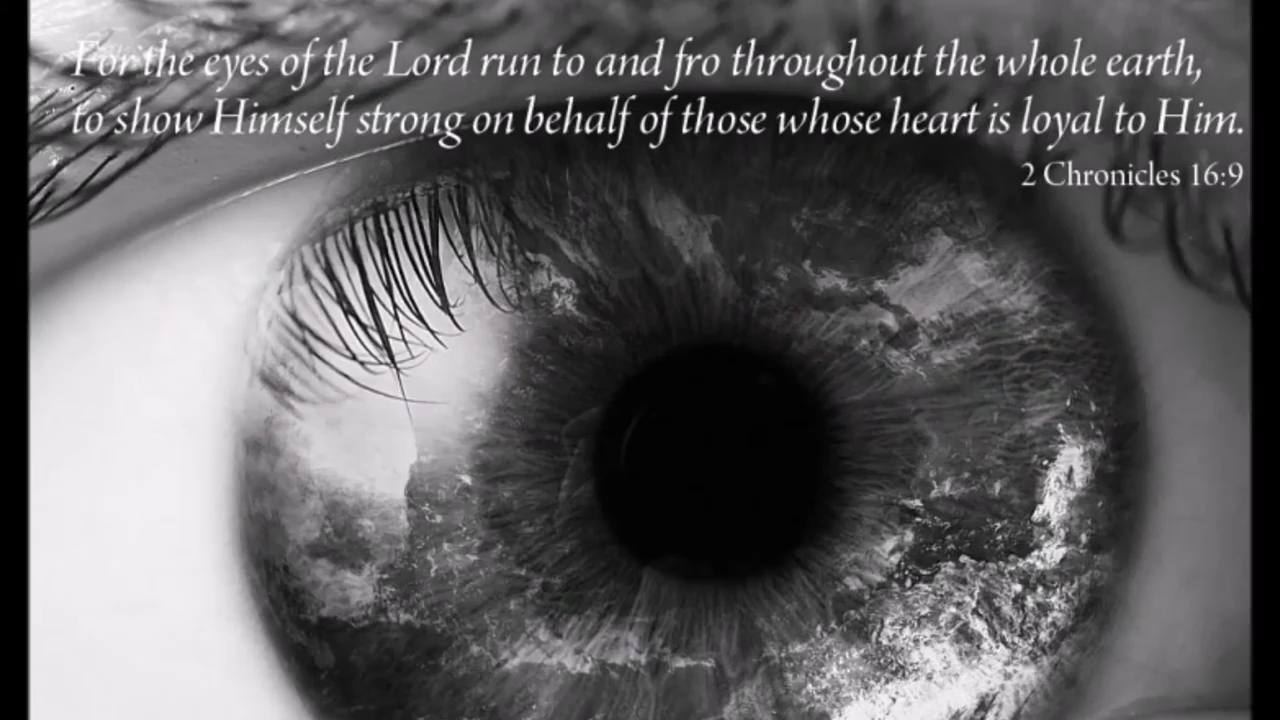 For the eyes of the Lord run to and fro throughout the whole earth,
to show Himself strong on behalf of those whose heart is loyal to Him.
2 Chronicles 16:9